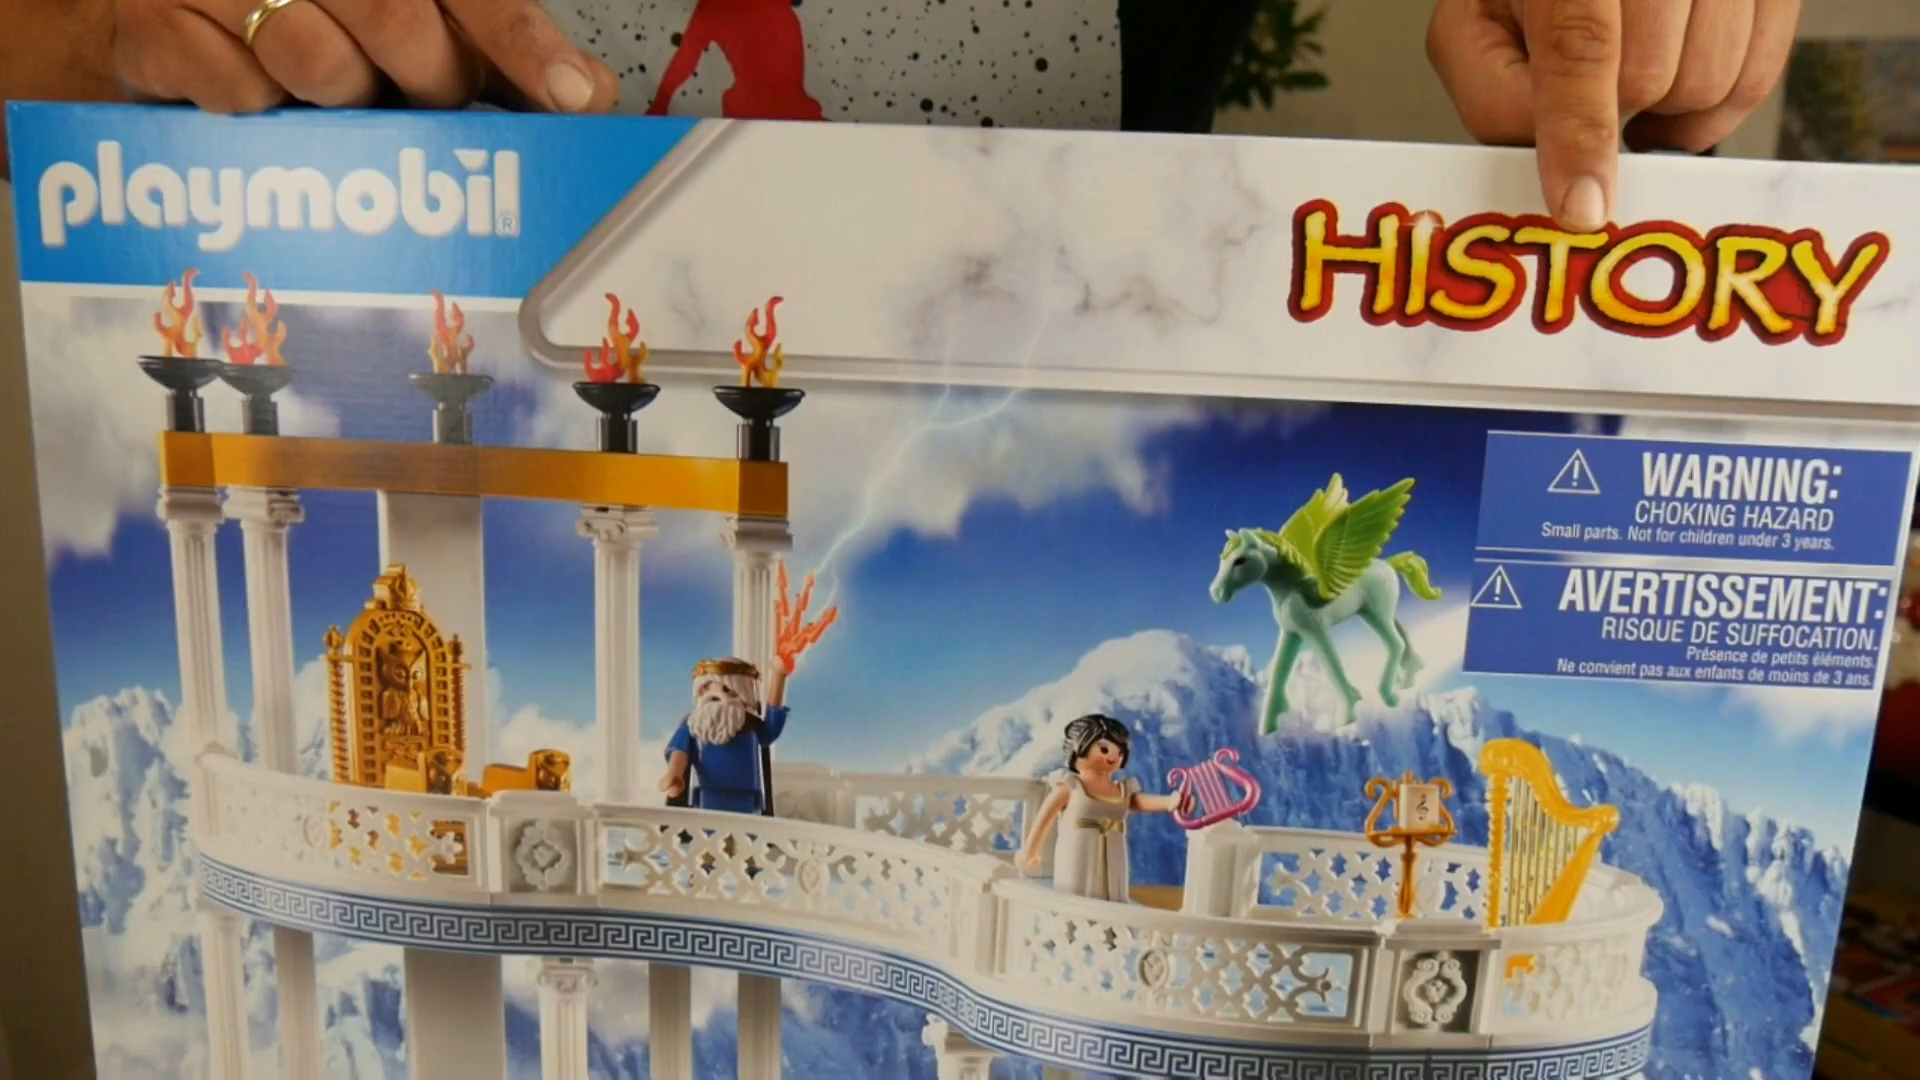 playmobil®
HISTORY
WARNING:
CHOKING HAZARD
Small parts. Not for children under 3 years.
AVERTISSEMENT:
RISQUE DE SUFFOCATION.
Présence de petits éléments.
Ne convient pas aux enfants de moins de 3 ans.